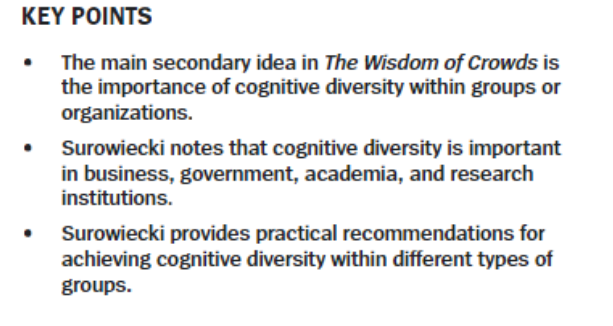 KEY POINTS
• The main secondary idea in The Wisdom of Crowds is
the importance of cognitive diversity within groups or
organizations.
• Surowiecki notes that cognitive diversity is important
in business, government, academia, and research
institutions.
• Surowiecki provides practical recommendations for
achieving cognitive diversity within different types of
groups.